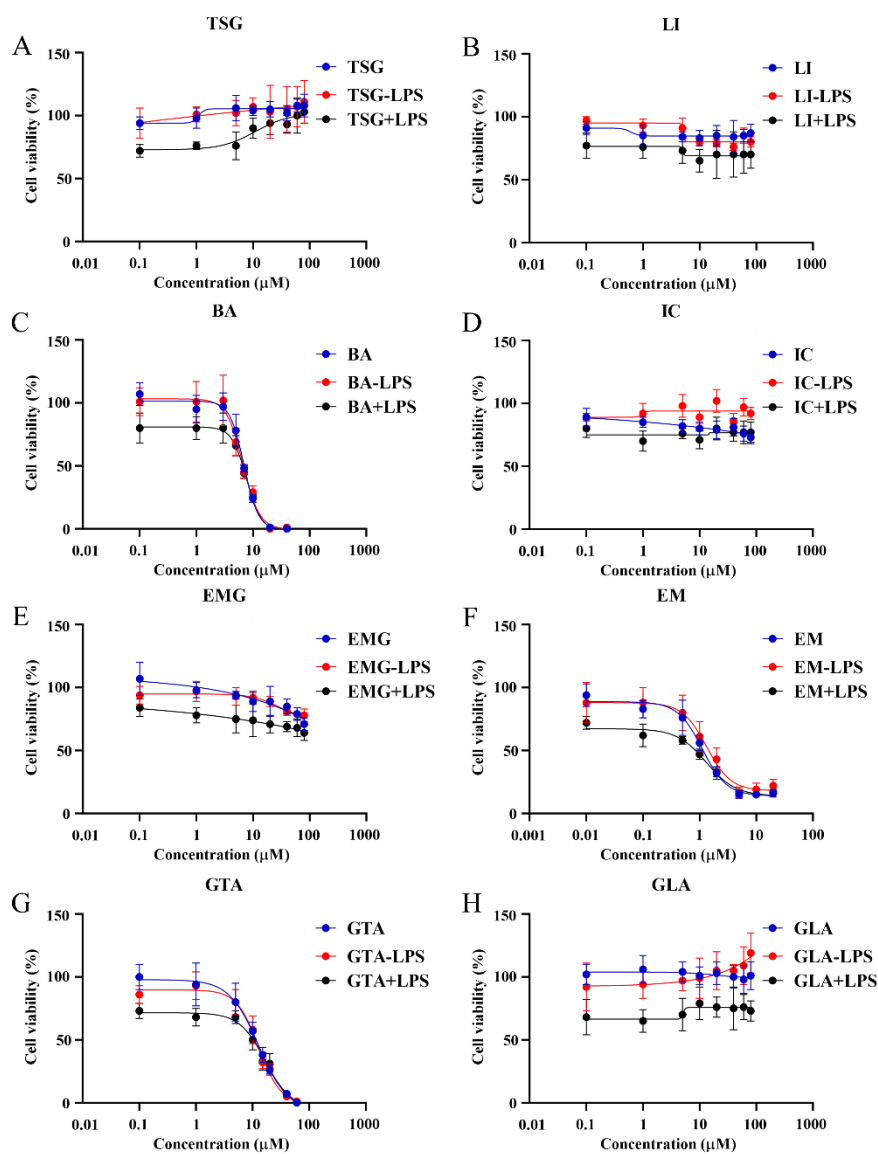 TSG
A
TSG
TSG-LPS
TSG+LPS
Cell viability (%)
150
100
50
0
0.01 0.1 1 10 100 1000
Concentration (μM)
LI
B
LI
LI-LPS
LI+LPS
Cell viability (%)
150
100
50
0
0.01 0.1 1 10 100 1000
Concentration (μM)
BA
C
BA
BA-LPS
BA+LPS
Cell viability (%)
150
100
50
0
0.01 0.1 1 10 100 1000
Concentration (μM)
IC
D
IC
IC-LPS
IC+LPS
Cell viability (%)
150
100
50
0
0.01 0.1 1 10 100 1000
Concentration (μM)
EMG
E
EMG
EMG-LPS
EMG+LPS
Cell viability (%)
150
100
50
0
0.01 0.1 1 10 100 1000
Concentration (μM)
EM
F
EM
EM-LPS
EM+LPS
Cell viability (%)
150
100
50
0
0.001 0.01 0.1 1 10 100
Concentration (μM)
GTA
G
GTA
GTA-LPS
GTA+LPS
Cell viability (%)
150
100
50
0
0.01 0.1 1 10 100 1000
Concentration (μM)
GLA
H
GLA
GLA-LPS
GLA+LPS
Cell viability (%)
150
100
50
0
0.01 0.1 1 10 100 1000
Concentration (μM)